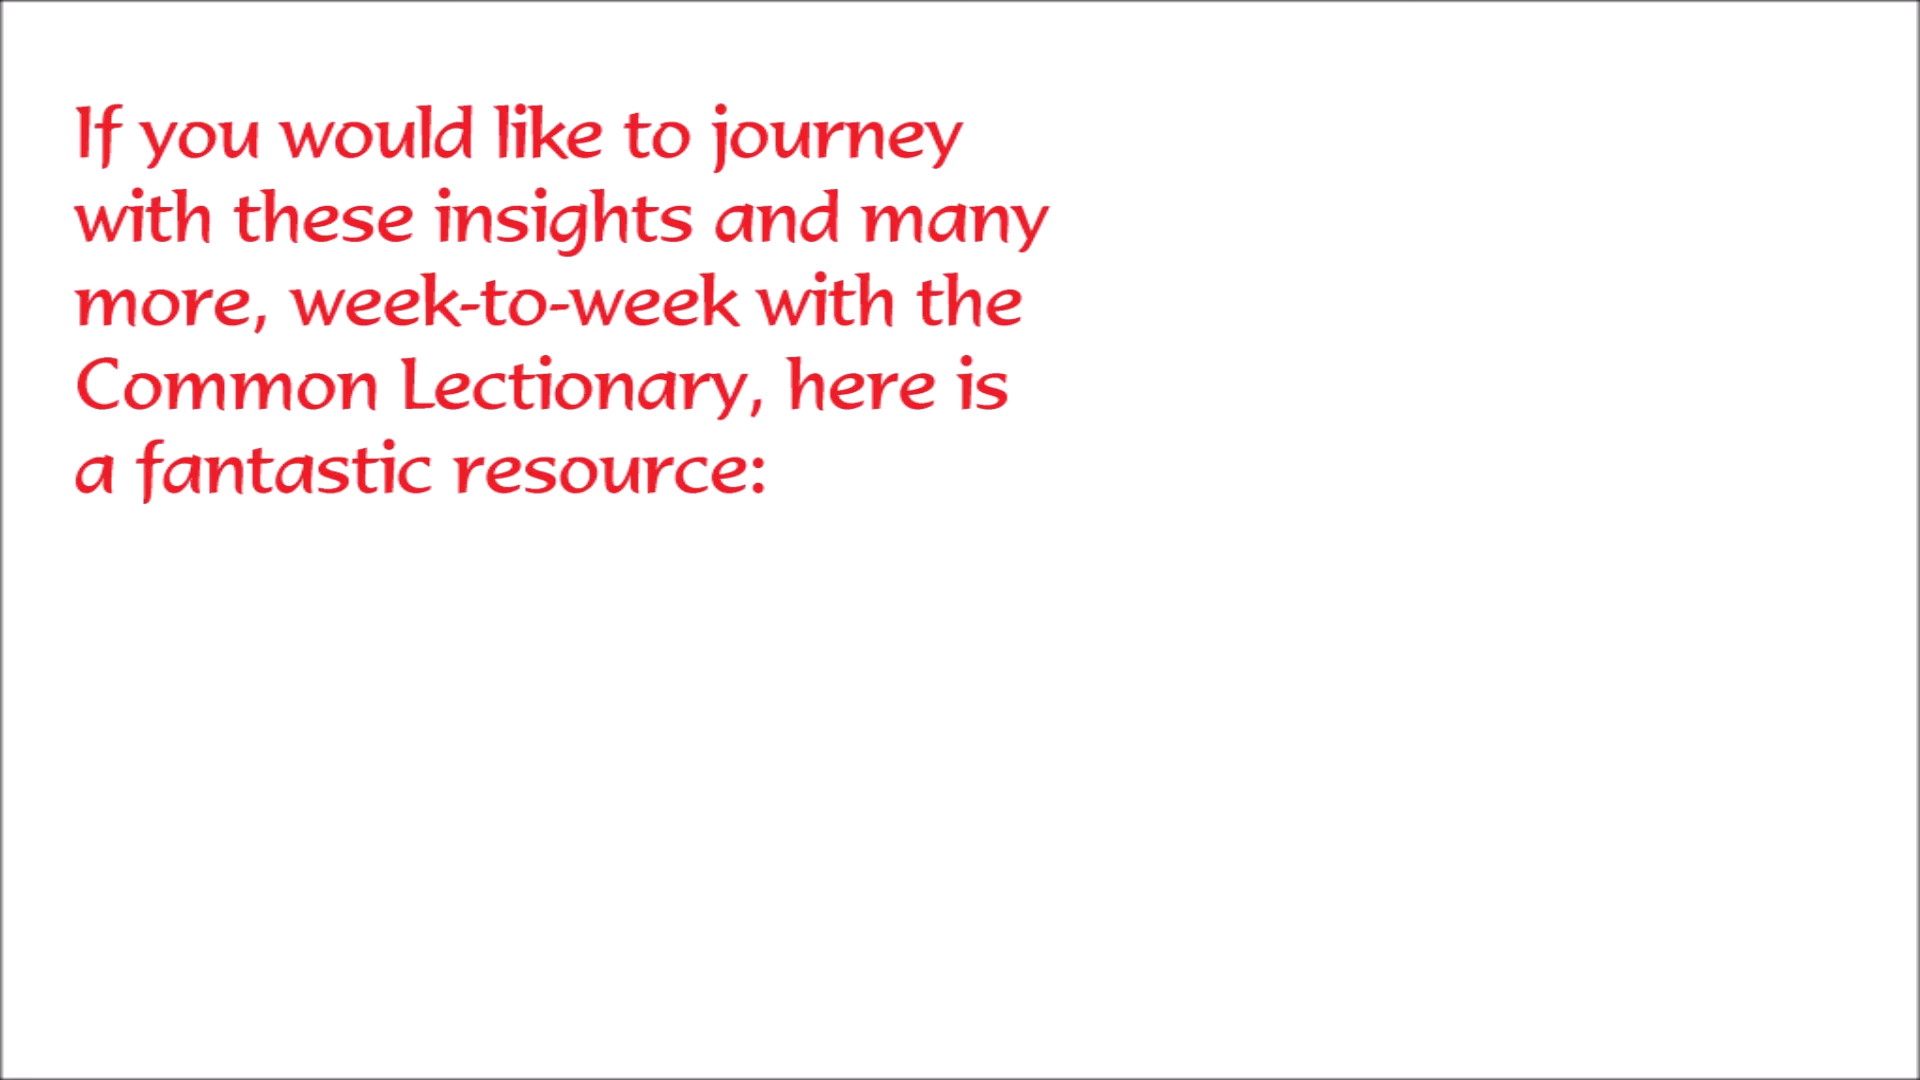 If you would like to journey
with these insights and many
more, week-to-week with the
Common Lectionary, here is
a fantastic resource: